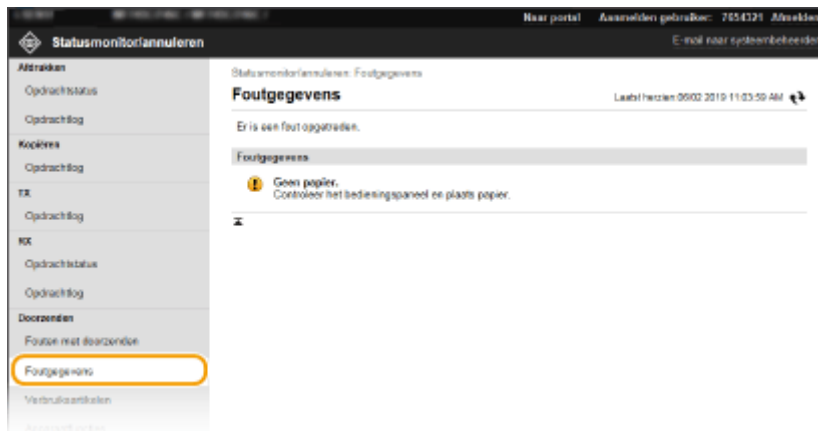 Naar portal Aanmelden gebruiker: 7654321 Afmelden
Statusmonitor/annuleren
E-mail naar systeembeheerder
Afdrukken
Opdrachtstatus
Opdrachtlog
Kopiëren
Opdrachtlog
TX
Opdrachtlog
RX
Opdrachtstatus
Opdrachtlog
Doorzenden
Fouten met doorzenden
Foutgegevens
Verbruiksartikelen
Statusmonitor/annuleren: Foutgegevens
Foutgegevens
Laatst herzien:06/02 2019 11:03:59 AM
Er is een fout opgetreden.
Foutgegevens
Geen papier.
Controleer het bedieningspaneel en plaats papier.